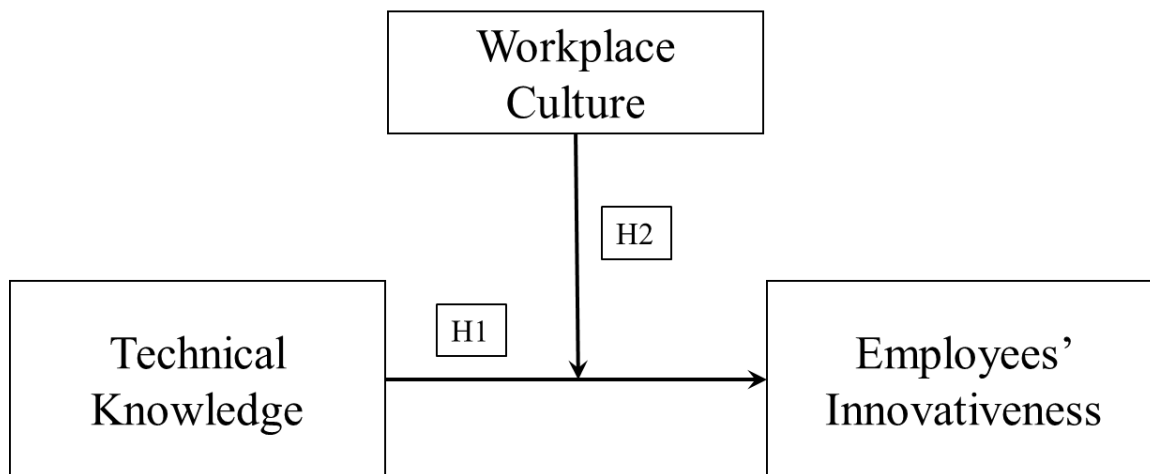 Workplace
Culture
H2
H1
Technical
Knowledge
Employees’
Innovativeness